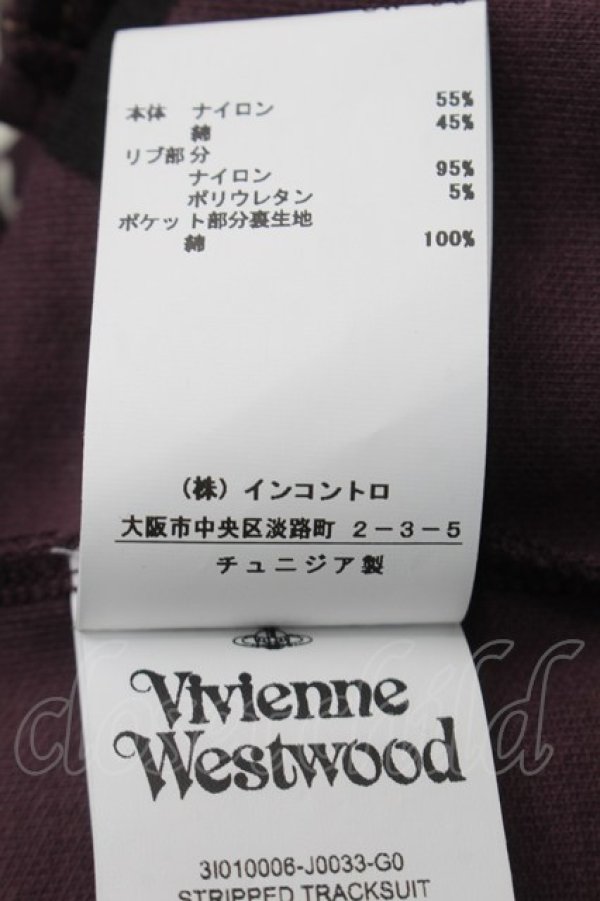 本体 ナイロン 55%
綿 45%
リブ部分
ナイロン 95%
ポリウレタン 5%
ポケット部分裏生地
綿 100%
(株)インコントロ
大阪市中央区淡路町 2-3-5
チュニジア製
Vivienne
Westwood
3I010006-J0033-G0
STRIPPED TRACKSUIT
closet child